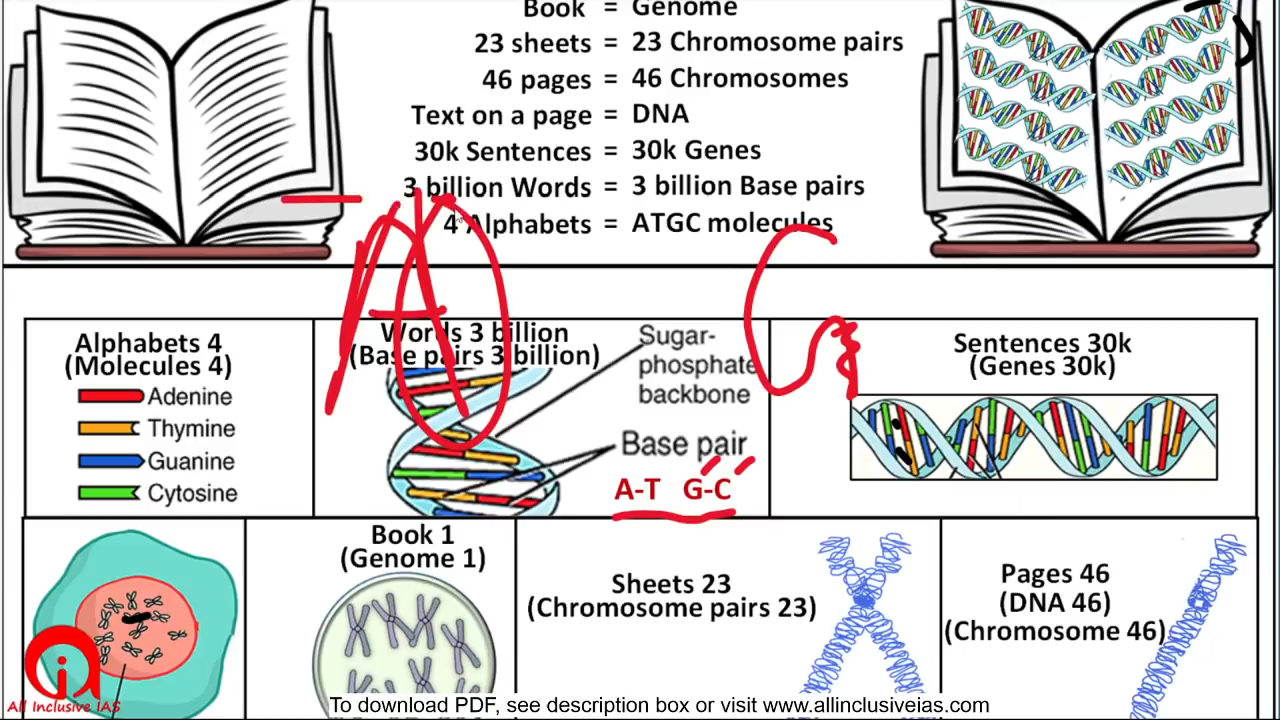 Book = Genome
23 sheets = 23 Chromosome pairs
46 pages = 46 Chromosomes
Text on a page = DNA
30k Sentences = 30k Genes
3 billion Words = 3 billion Base pairs
4 Alphabets = ATGC molecules
Alphabets 4
(Molecules 4)
Adenine
Thymine
Guanine
Cytosine
Words 3 billion
(Base pairs 3 billion)
Sugar-
phosphate
backbone
Base pair
A-T G-C
Sentences 30k
(Genes 30k)
Book 1
(Genome 1)
Sheets 23
(Chromosome pairs 23)
Pages 46
(DNA 46)
(Chromosome 46)
All Inclusive IAS
To download PDF, see description box or visit www.allinclusiveias.com